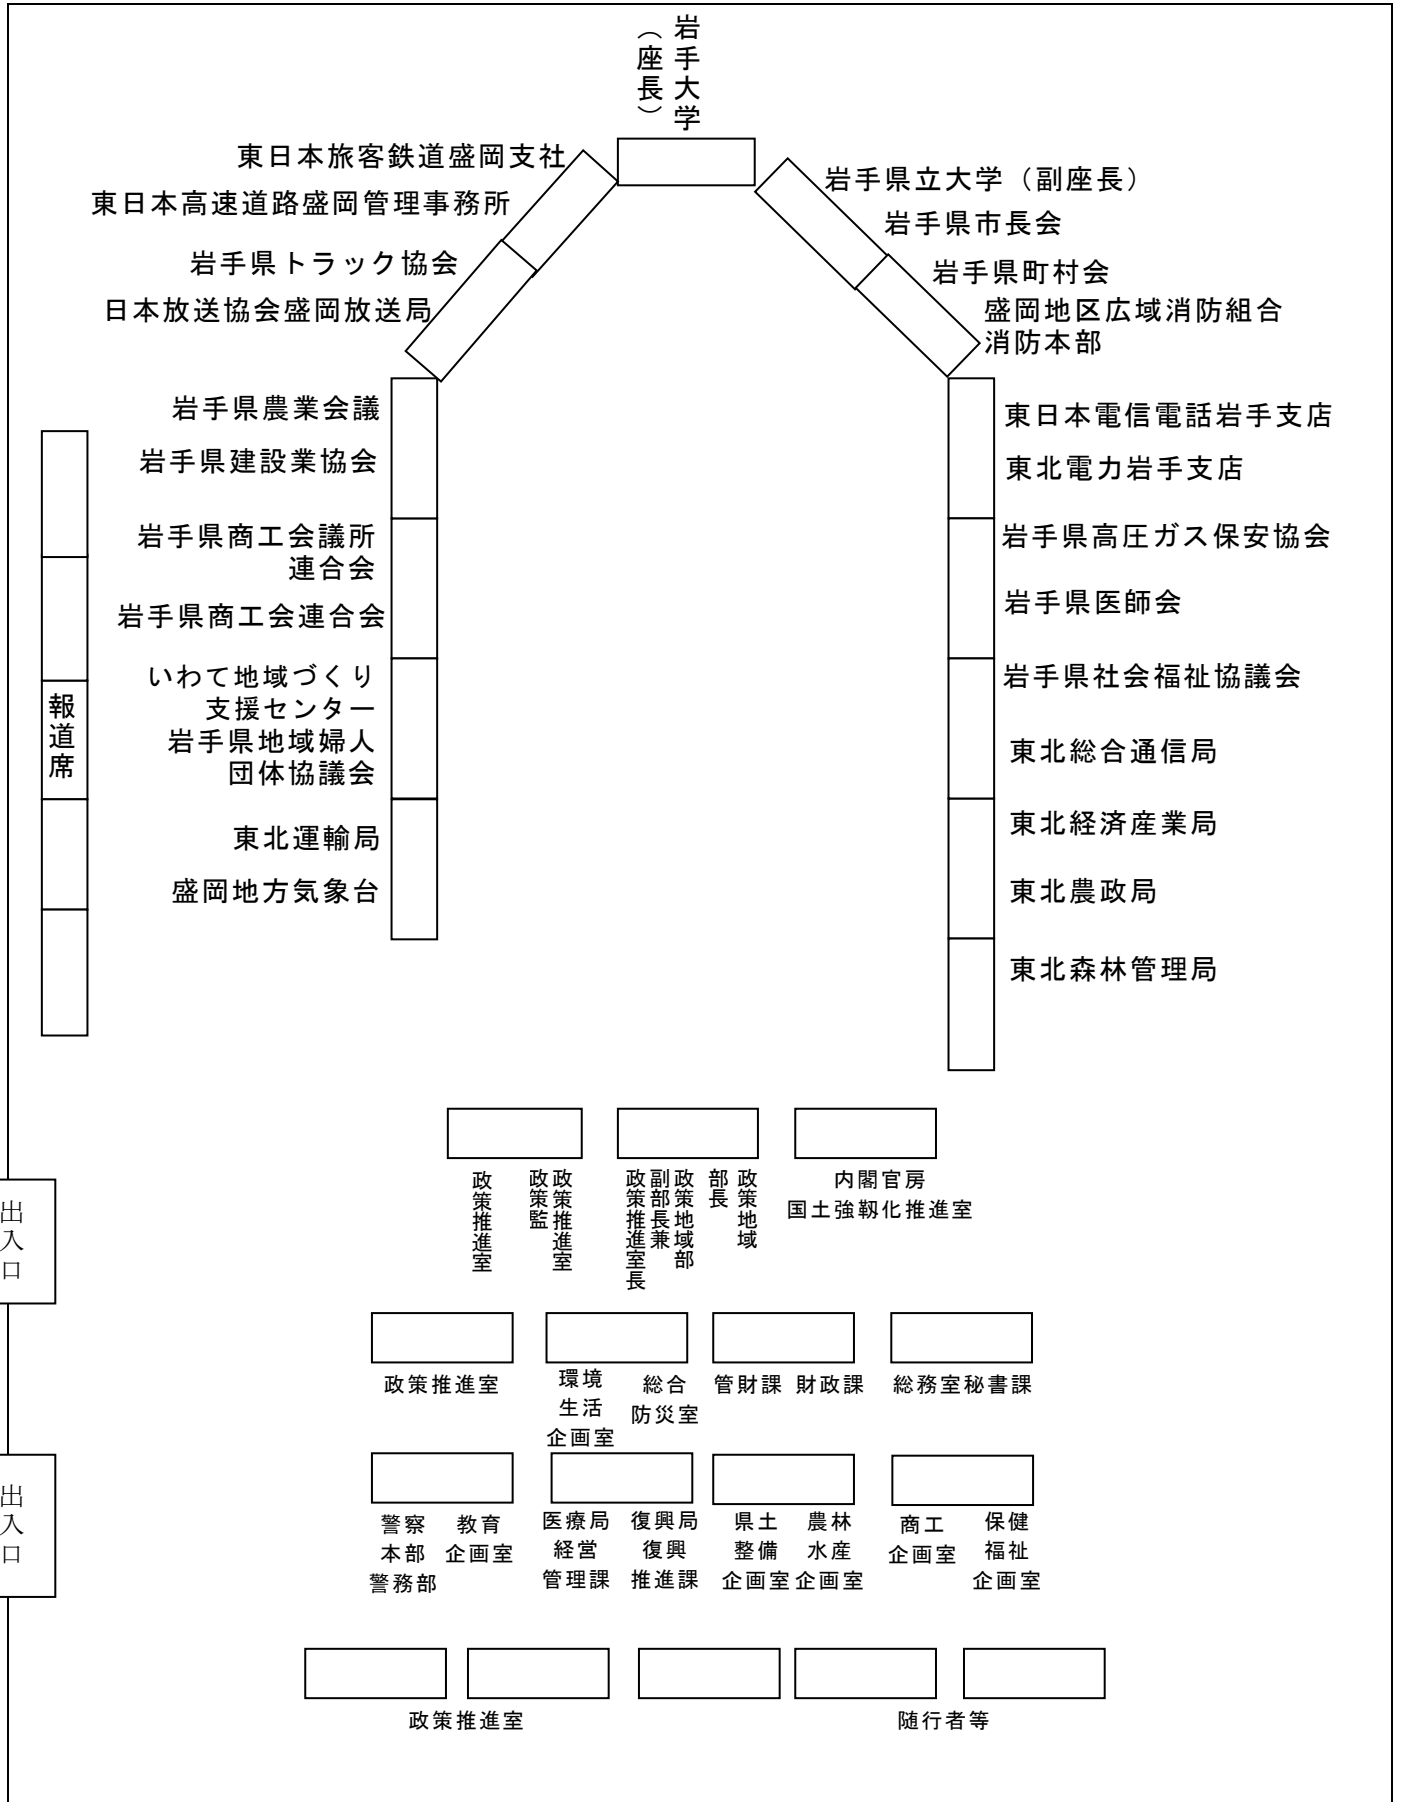 岩手大学
（座長）
東日本旅客鉄道盛岡支社
東日本高速道路盛岡管理事務所
岩手県トラック協会
日本放送協会盛岡放送局
岩手県立大学（副座長）
岩手県市長会
岩手県町村会
盛岡地区広域消防組合
消防本部
岩手県農業会議
岩手県建設業協会
岩手県商工会議所
連合会
岩手県商工会連合会
いわて地域づくり
支援センター
岩手県地域婦人
団体協議会
東北運輸局
盛岡地方気象台
東日本電信電話岩手支店
東北電力岩手支店
岩手県高圧ガス保安協会
岩手県医師会
岩手県社会福祉協議会
東北総合通信局
東北経済産業局
東北農政局
東北森林管理局
報道席
政策推進室
政策推進室
政策監
政策地域部
副部長兼
政策推進室長
政策地域
部長
内閣官房
国土強靱化推進室
出入口
政策推進室
環境
生活
企画室
総合
防災室
管財課
財政課
総務室秘書課
出入口
警察
本部
警務部
教育
企画室
医療局
経営
管理課
復興局
復興
推進課
県土
整備
企画室
農林
水産
企画室
商工
企画室
保健
福祉
企画室
政策推進室
随行者等